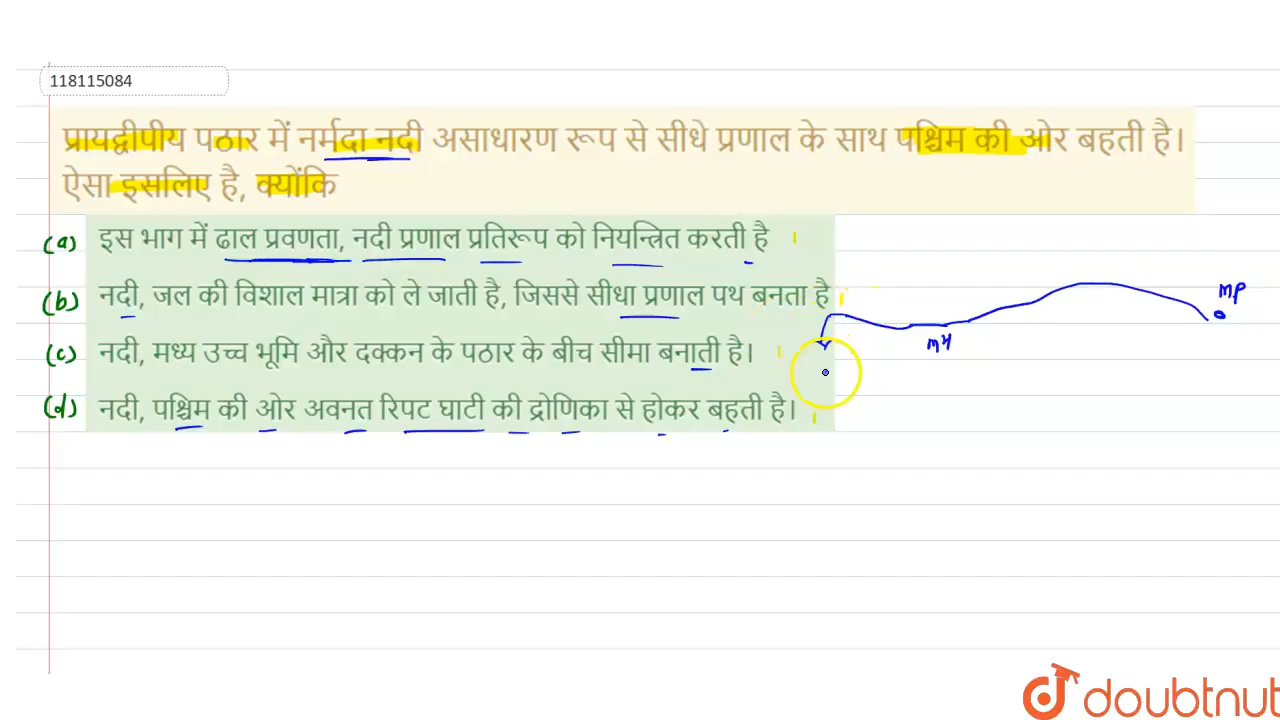 118115084
प्रायद्वीपीय पठार में नर्मदा नदी असाधारण रूप से सीधे प्रणाल के साथ पश्चिम की ओर बहती है।
ऐसा इसलिए है, क्योंकि
(a) इस भाग में ढाल प्रवणता, नदी प्रणाल प्रतिरूप को नियन्त्रित करती है
(b) नदी, जल की विशाल मात्रा को ले जाती है, जिससे सीधा प्रणाल पथ बनता है
MP
MH
(c) नदी, मध्य उच्च भूमि और दक्कन के पठार के बीच सीमा बनाती है।
(d) नदी, पश्चिम की ओर अवनत रिपट घाटी की द्रोणिका से होकर बहती है।
doubtnut